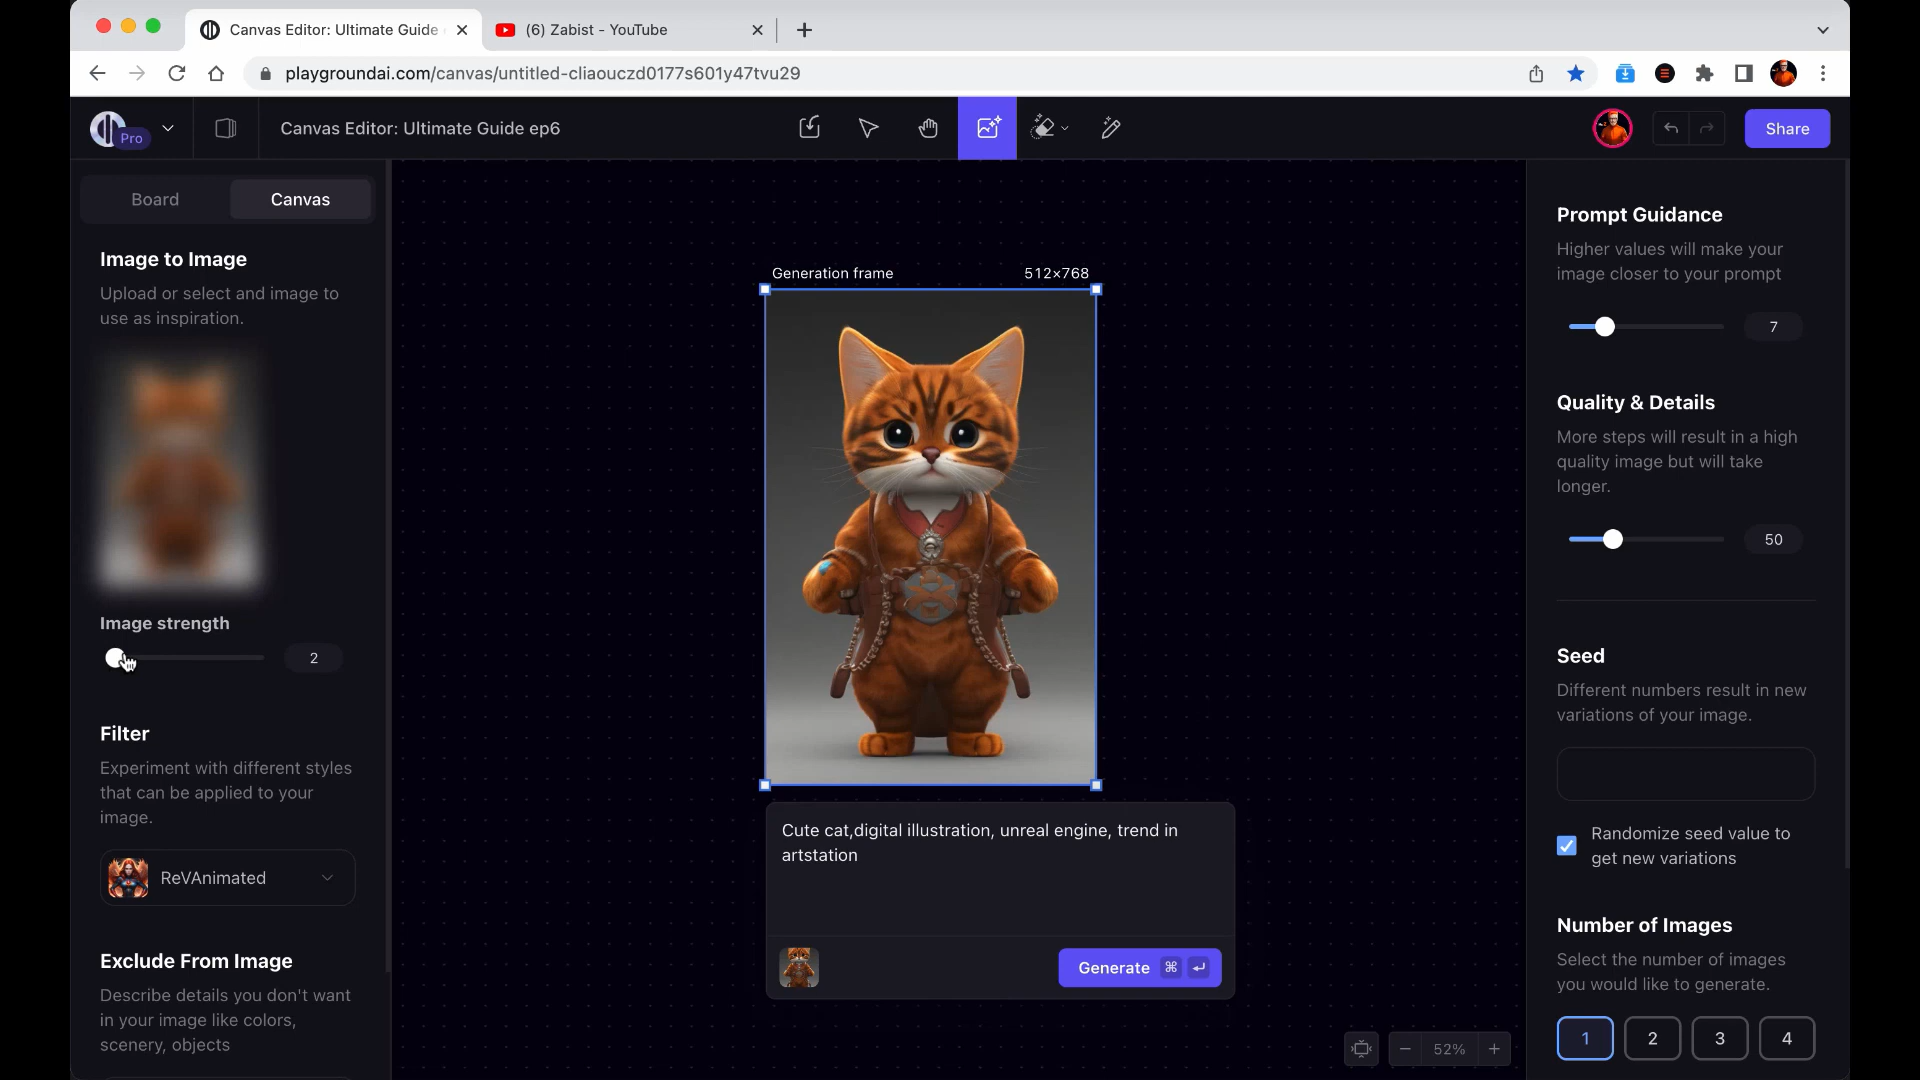 Canvas Editor: Ultimate Guide
(6) Zabist - YouTube
playgroundai.com/canvas/untitled-cliaouczd0177s601y47tvu29
Pro
Canvas Editor: Ultimate Guide ep6
Share
Board
Canvas
Image to Image
Upload or select and image to
use as inspiration.
Image strength
2
Filter
Experiment with different styles
that can be applied to your
image.
ReVAnimated
Exclude From Image
Describe details you don't want
in your image like colors,
scenery, objects
Generation frame
512×768
Cute cat,digital illustration, unreal engine, trend in
artstation
Generate ⌘ ↵
52%
Prompt Guidance
Higher values will make your
image closer to your prompt
7
Quality & Details
More steps will result in a high
quality image but will take
longer.
50
Seed
Different numbers result in new
variations of your image.
Randomize seed value to
get new variations
Number of Images
Select the number of images
you would like to generate.
1
2
3
4